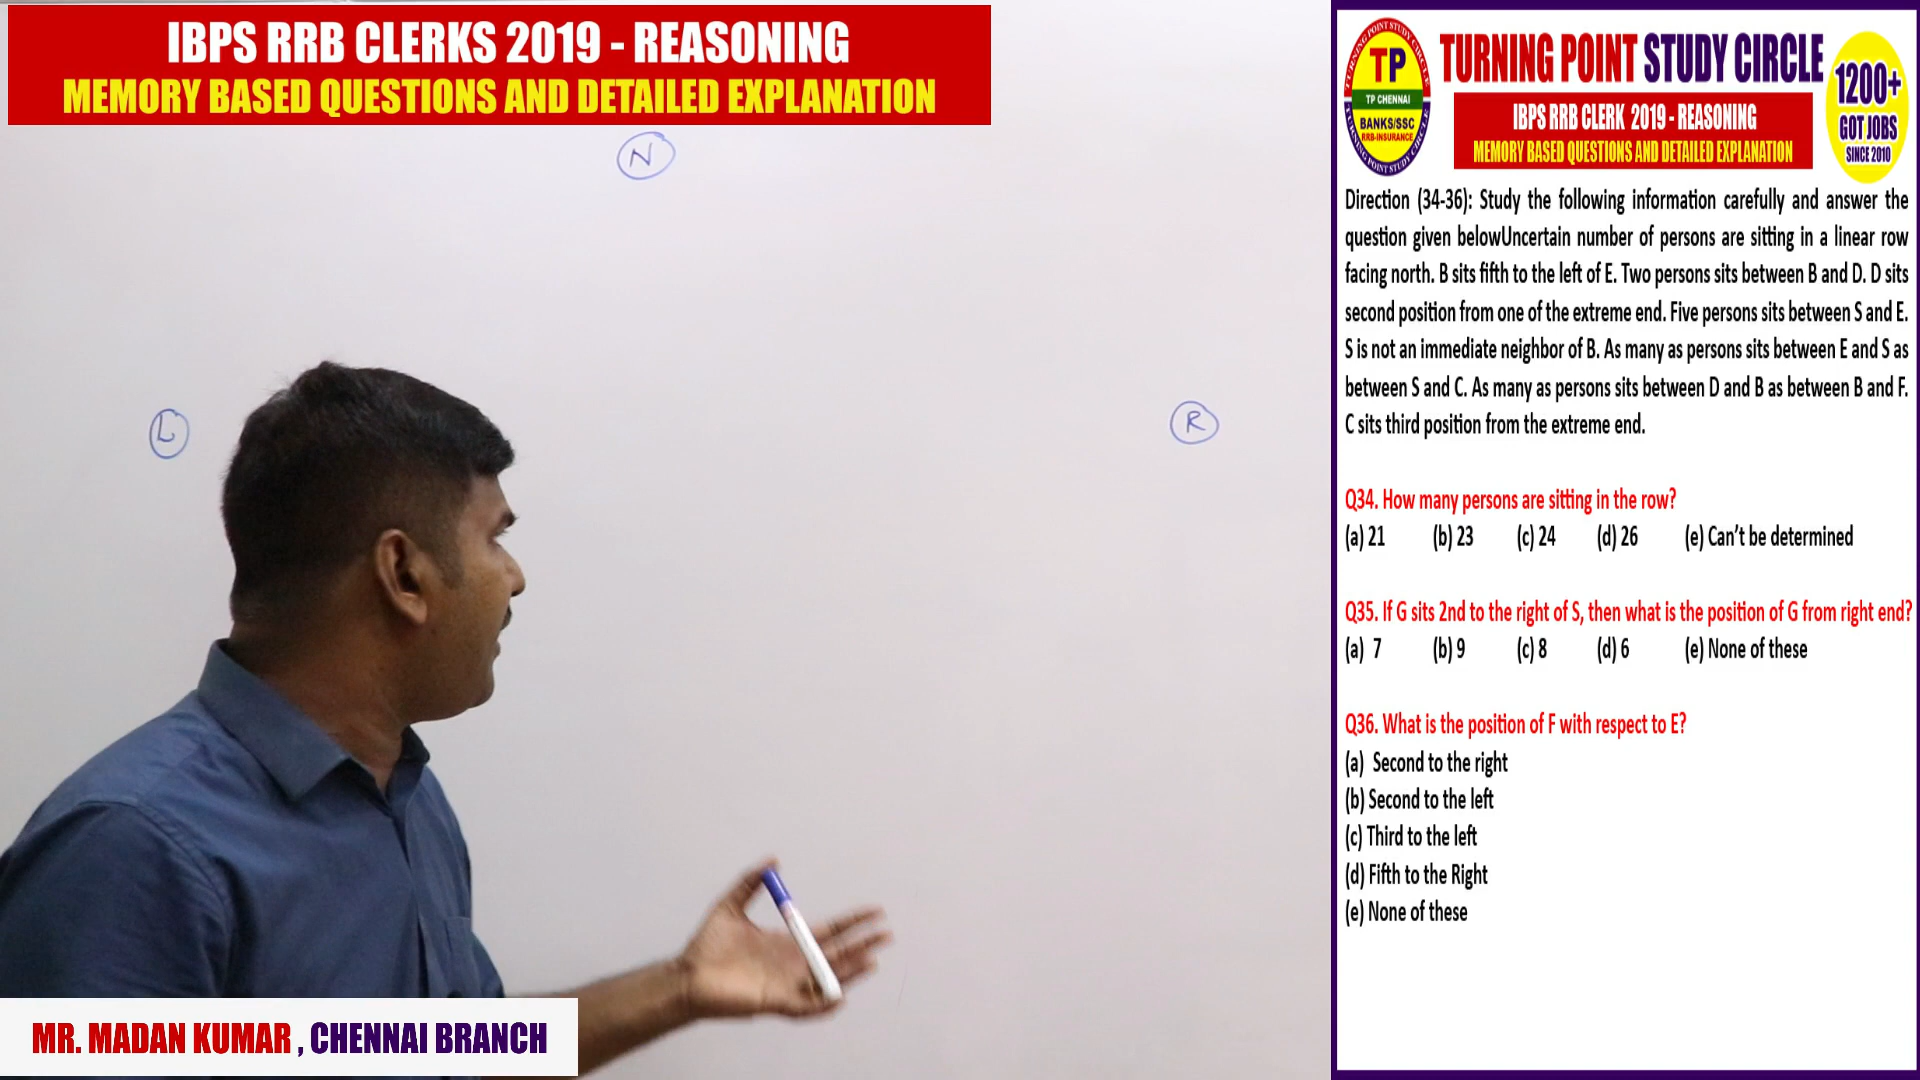 IBPS RRB CLERKS 2019 - REASONING
MEMORY BASED QUESTIONS AND DETAILED EXPLANATION
N
L
R
MR. MADAN KUMAR , CHENNAI BRANCH
TURNING POINT STUDY CIRCLE
TURNING POINT STUDY CIRCLE
TP
TP CHENNAI
BANKS/SSC
RRB-INSURANCE
TURNING POINT STUDY CIRCLE
IBPS RRB CLERK 2019 - REASONING
MEMORY BASED QUESTIONS AND DETAILED EXPLANATION
1200+
GOT JOBS
SINCE 2010
Direction (34-36): Study the following information carefully and answer the
question given belowUncertain number of persons are sitting in a linear row
facing north. B sits fifth to the left of E. Two persons sits between B and D. D sits
second position from one of the extreme end. Five persons sits between S and E.
S is not an immediate neighbor of B. As many as persons sits between E and S as
between S and C. As many as persons sits between D and B as between B and F.
C sits third position from the extreme end.
Q34. How many persons are sitting in the row?
(a) 21 (b) 23 (c) 24 (d) 26 (e) Can't be determined
Q35. If G sits 2nd to the right of S, then what is the position of G from right end?
(a) 7 (b) 9 (c) 8 (d) 6 (e) None of these
Q36. What is the position of F with respect to E?
(a) Second to the right
(b) Second to the left
(c) Third to the left
(d) Fifth to the Right
(e) None of these